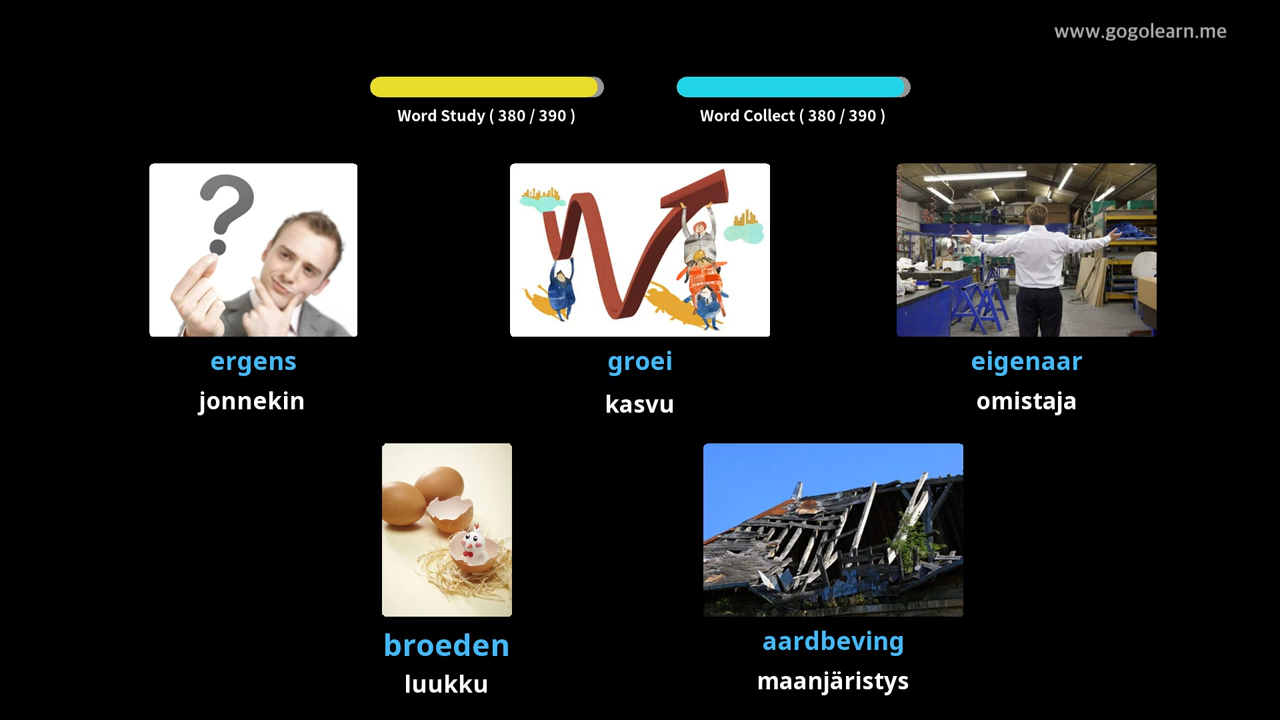 www.gogolearn.me
Word Study ( 380 / 390 )
Word Collect ( 380 / 390 )
ergens
jonnekin
groei
kasvu
eigenaar
omistaja
broeden
luukku
aardbeving
maanjäristys